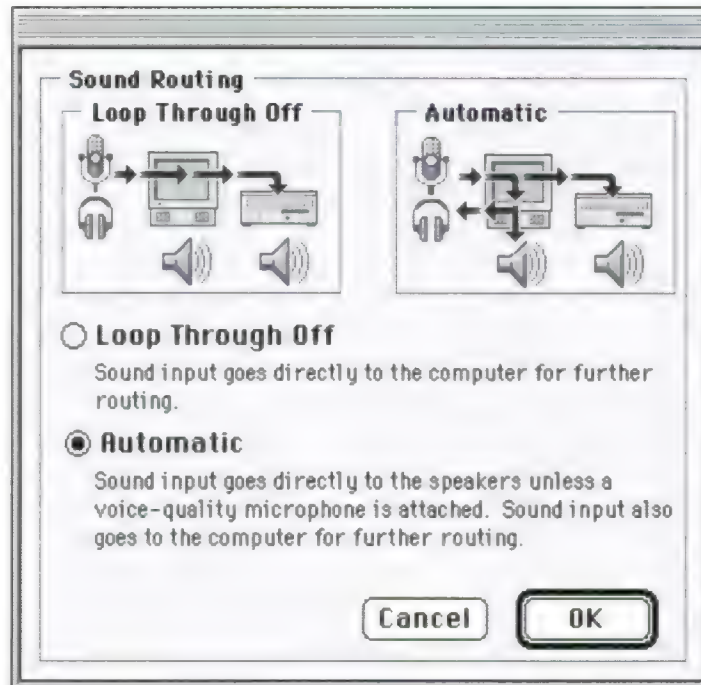 Sound Routing
Loop Through Off
Automatic
Loop Through Off
Sound input goes directly to the computer for further
routing.
Automatic
Sound input goes directly to the speakers unless a
voice-quality microphone is attached. Sound input also
goes to the computer for further routing.
Cancel
OK